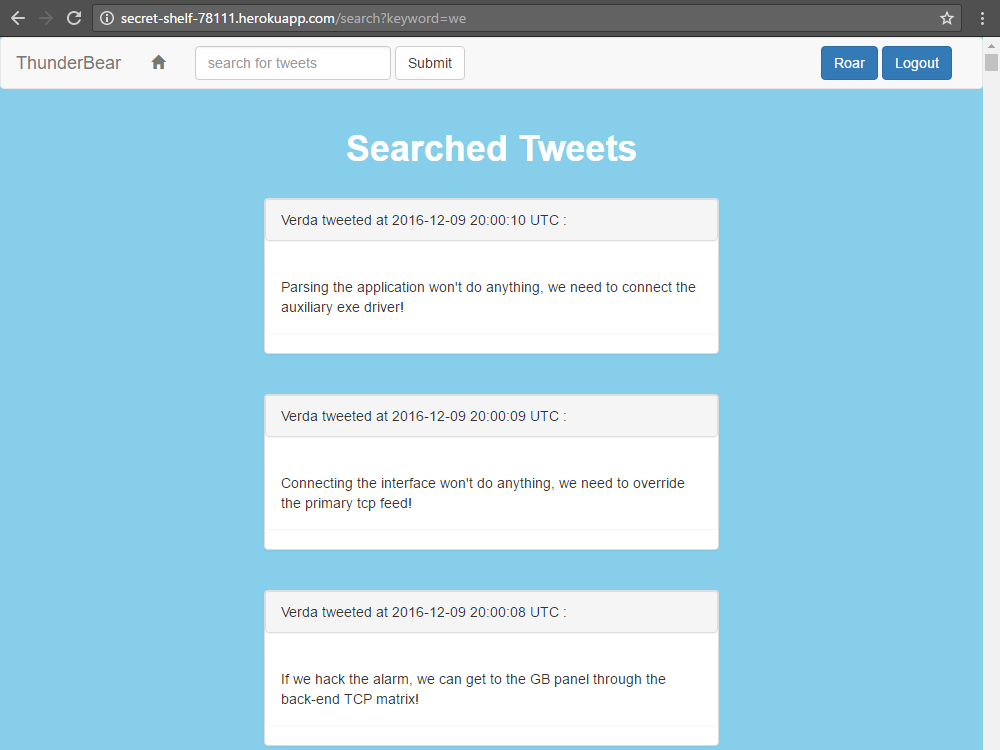 secret-shelf-78111.herokuapp.com/search?keyword=we
ThunderBear search for tweets Submit Roar Logout
Searched Tweets
Verda tweeted at 2016-12-09 20:00:10 UTC :
Parsing the application won't do anything, we need to connect the
auxiliary exe driver!
Verda tweeted at 2016-12-09 20:00:09 UTC :
Connecting the interface won't do anything, we need to override
the primary tcp feed!
Verda tweeted at 2016-12-09 20:00:08 UTC :
If we hack the alarm, we can get to the GB panel through the
back-end TCP matrix!